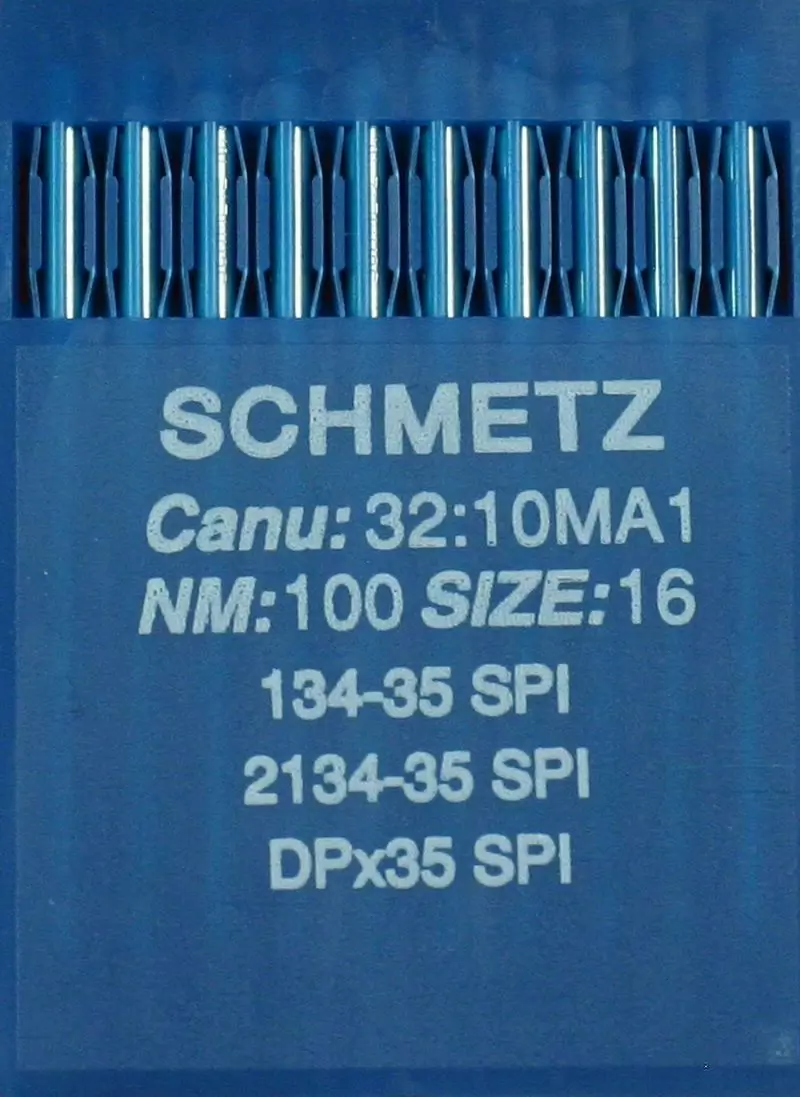 SCHMETZ
Canu: 32:10MA1
NM:100 SIZE:16
134-35 SPI
2134-35 SPI
DPx35 SPI